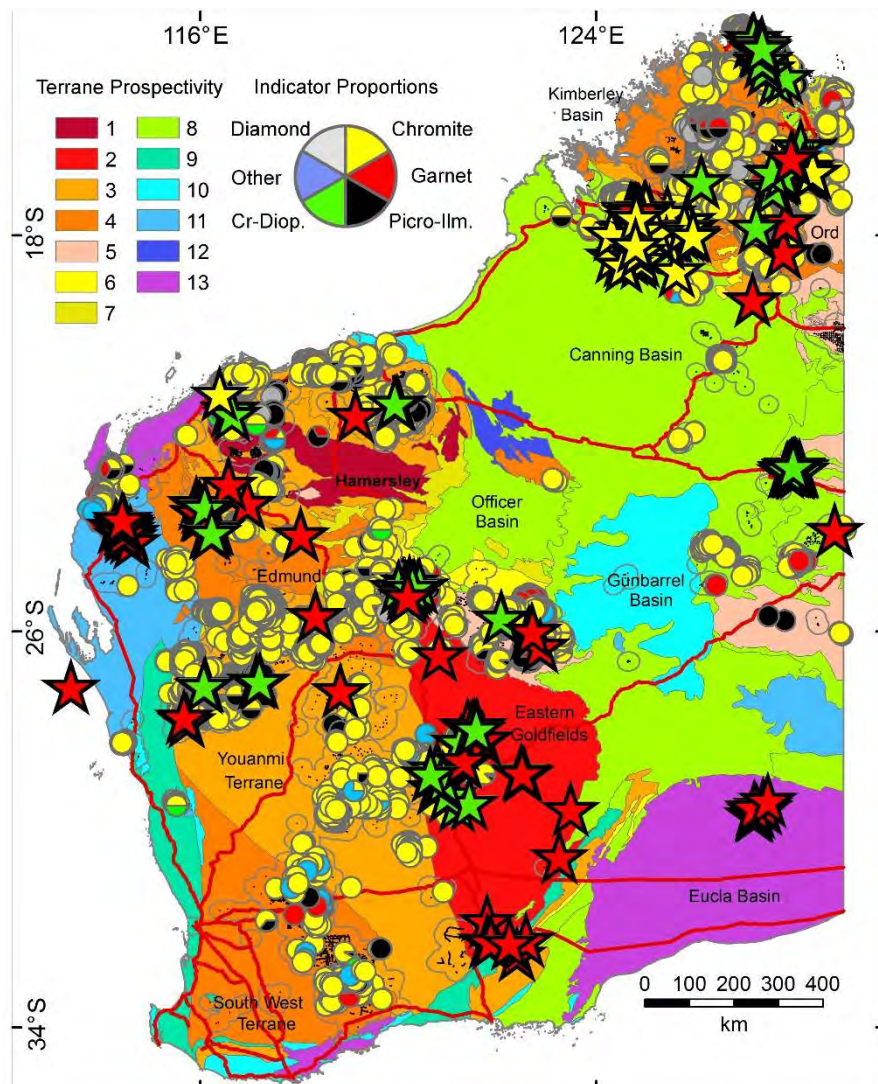 116°E 124°E
Terrane Prospectivity Indicator Proportions
1 8
2 9
3 10
4 11
5 12
6 13
7
Diamond Chromite
Other Garnet
Cr-Diop. Picro-Ilm.
Kimberley
Basin
18°S
Ord
Canning Basin
Hamersley
Officer
Basin
Edmund
Gunbarrel
Basin
26°S
Eastern
Goldfields
Youanmi
Terrane
Eucla Basin
South West
Terrane
0 100 200 300 400
km
34°S